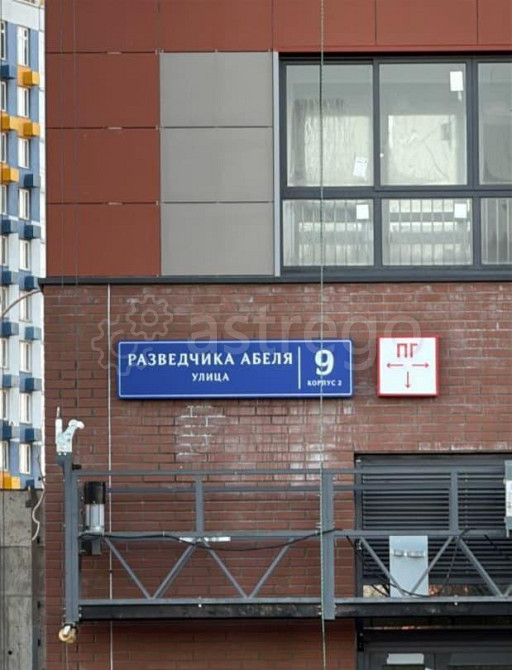 astrego
РАЗВЕДЧИКА АБЕЛЯ
УЛИЦА
9
КОРПУС 2
ПГ